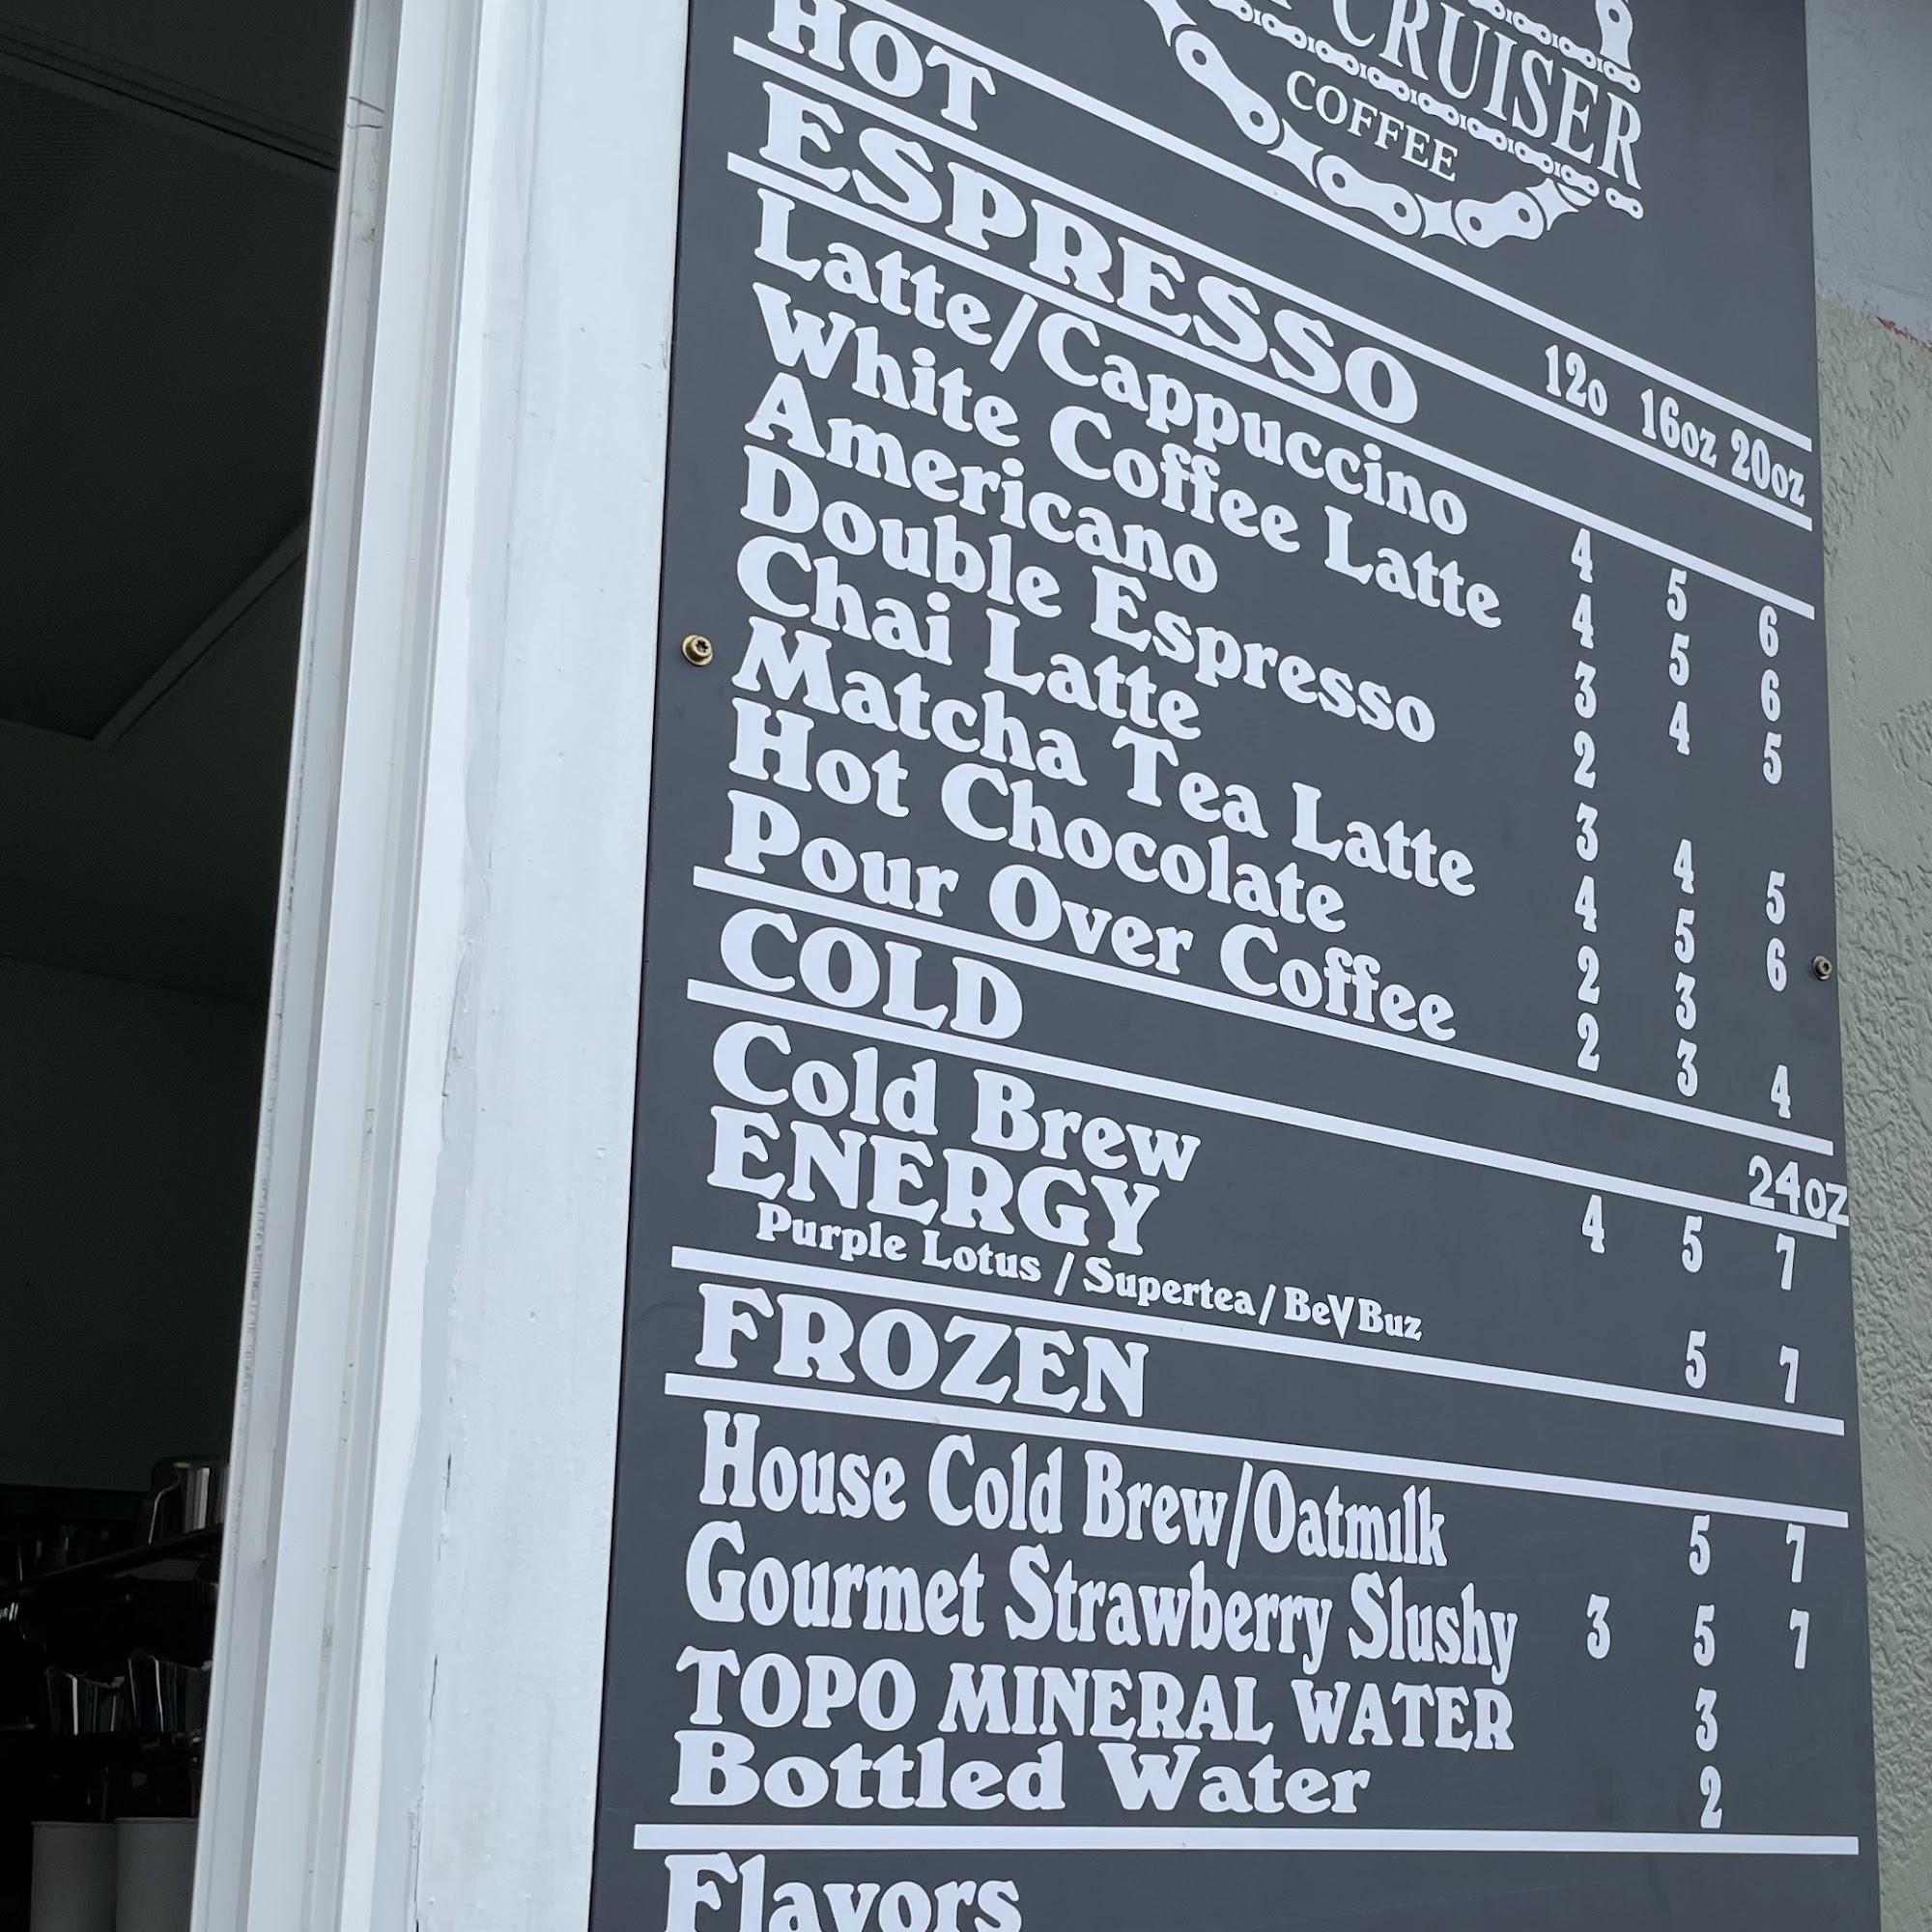 CRUISER
COFFEE
HOT
ESPRESSO 12o 16oz 20oz
Latte/Cappuccino 4 5 6
White Coffee Latte 4 5 6
Americano 3 4 5
Double Espresso 2
Chai Latte 3 4 5
Matcha Tea Latte 4 5 6
Hot Chocolate 2 3
Pour Over Coffee 2 3 4
COLD 24oz
Cold Brew 4 5 7
ENERGY
Purple Lotus / Supertea / BeVBuz 5 7
FROZEN
House Cold Brew/Oatmılk 5 7
Gourmet Strawberry Slushy 3 5 7
TOPO MINERAL WATER 3
Bottled Water 2
Flavors